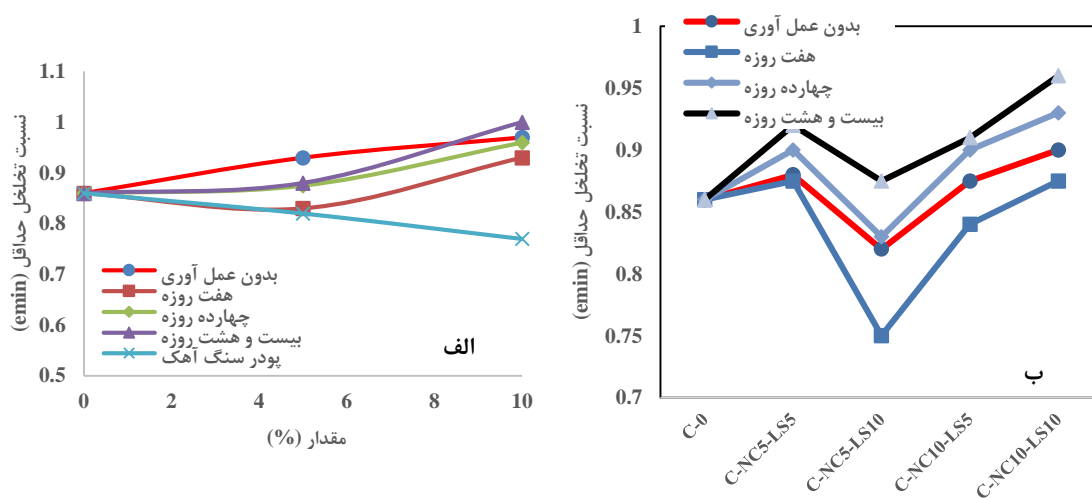 نسبت تخلخل حداقل (emin)
1.1
1
0.9
0.8
0.7
0.6
0.5
0 2 4 6 8 10
مقدار (%)
بدون عمل آوری
هفت روزه
چهارده روزه
بیست و هشت روزه
پودر سنگ آهک
الف
نسبت تخلخل حداقل (emin)
1
0.95
0.9
0.85
0.8
0.75
0.7
بدون عمل آوری
هفت روزه
چهارده روزه
بیست و هشت روزه
ب
C-0
C-NC5-LS5
C-NC5-LS10
C-NC10-LS5
C-NC10-LS10